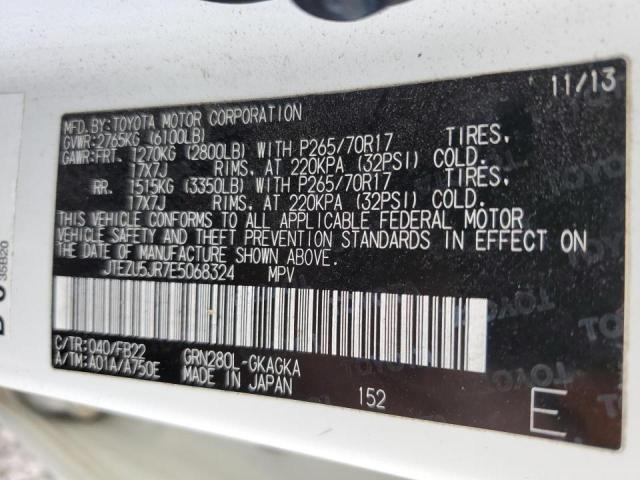 11/13
MFD. BY: TOYOTA MOTOR CORPORATION
GVWR: 2765KG (6100LB)
GAWR: FRT. 1270KG (2800LB) WITH P265/70R17 TIRES,
17X7J RIMS, AT 220KPA (32PSI) COLD.
RR. 1515KG (3350LB) WITH P265/70R17 TIRES,
17X7J RIMS, AT 220KPA (32PSI) COLD.
THIS VEHICLE CONFORMS TO ALL APPLICABLE FEDERAL MOTOR
VEHICLE SAFETY AND THEFT PREVENTION STANDARDS IN EFFECT ON
THE DATE OF MANUFACTURE SHOWN ABOVE.
JTEZU5JR7E5068324 MPV
C/TR: 040/FB22 GRN280L-GKAGKA
A/TM: A01A/A750E MADE IN JAPAN
152
E
35B20
TOYOTA